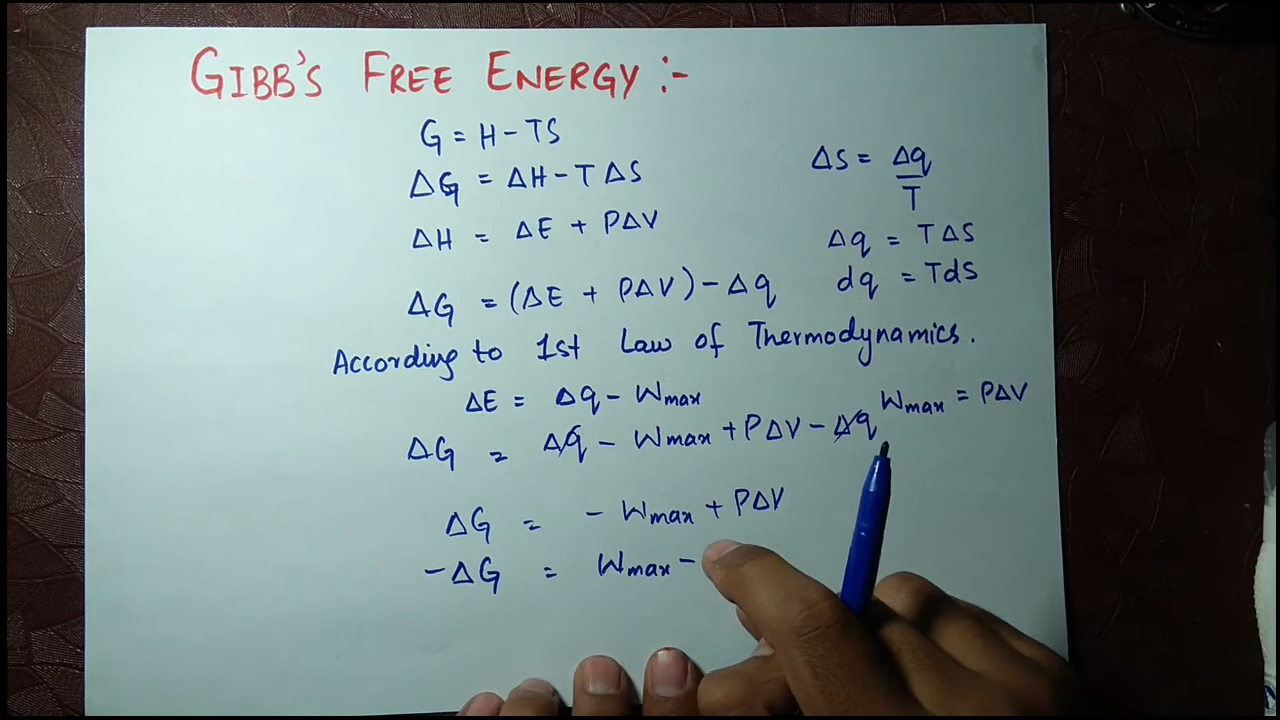 GIBB'S FREE ENERGY :-
G = H - TS
ΔG = ΔH - TΔS
ΔS = Δq / T
ΔH = ΔE + PΔV
Δq = TΔS
ΔG = (ΔE + PΔV) - Δq
dq = TdS
According to 1st Law of Thermodynamics.
ΔE = Δq - Wmax
Wmax = PΔV
ΔG = Δq - Wmax + PΔV - Δq
ΔG = - Wmax + PΔV
-ΔG = Wmax -